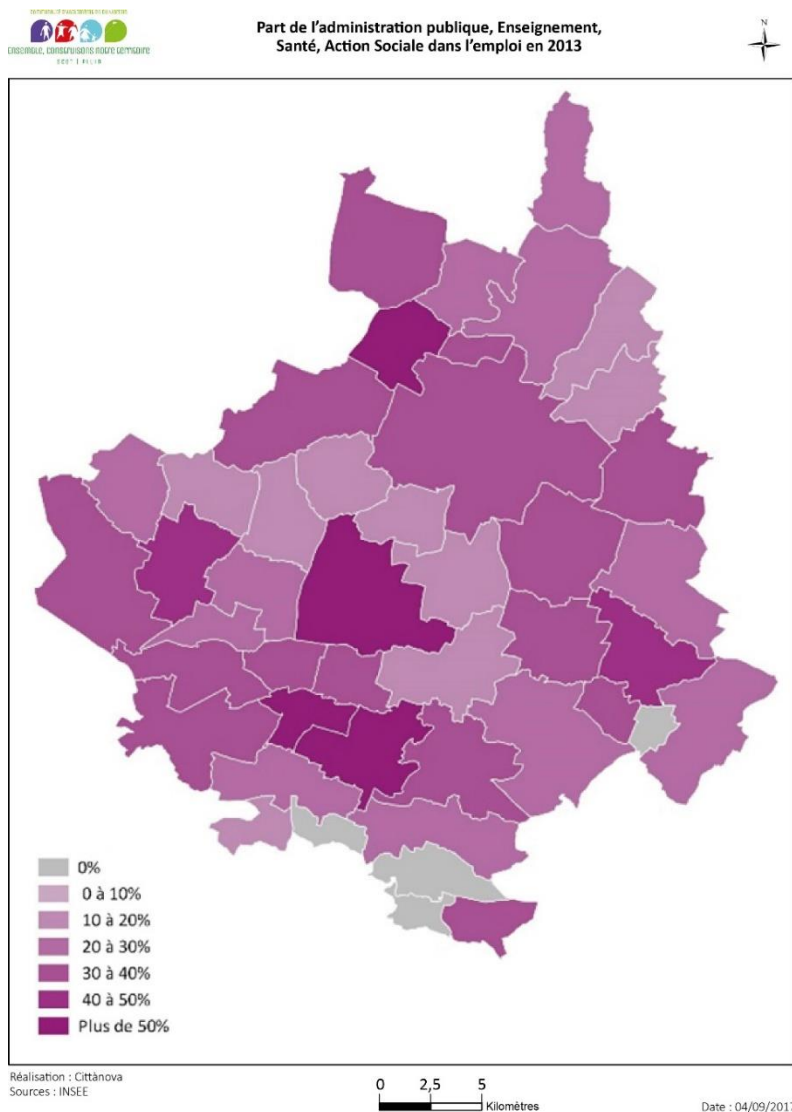 Part de l'administration publique, Enseignement,
Santé, Action Sociale dans l'emploi en 2013
N
Ensemble, construisons notre territoire
0%
0 à 10%
10 à 20%
20 à 30%
30 à 40%
40 à 50%
Plus de 50%
Réalisation : Cittànova
Sources : INSEE
0 2,5 5
Kilomètres
Date : 04/09/2017